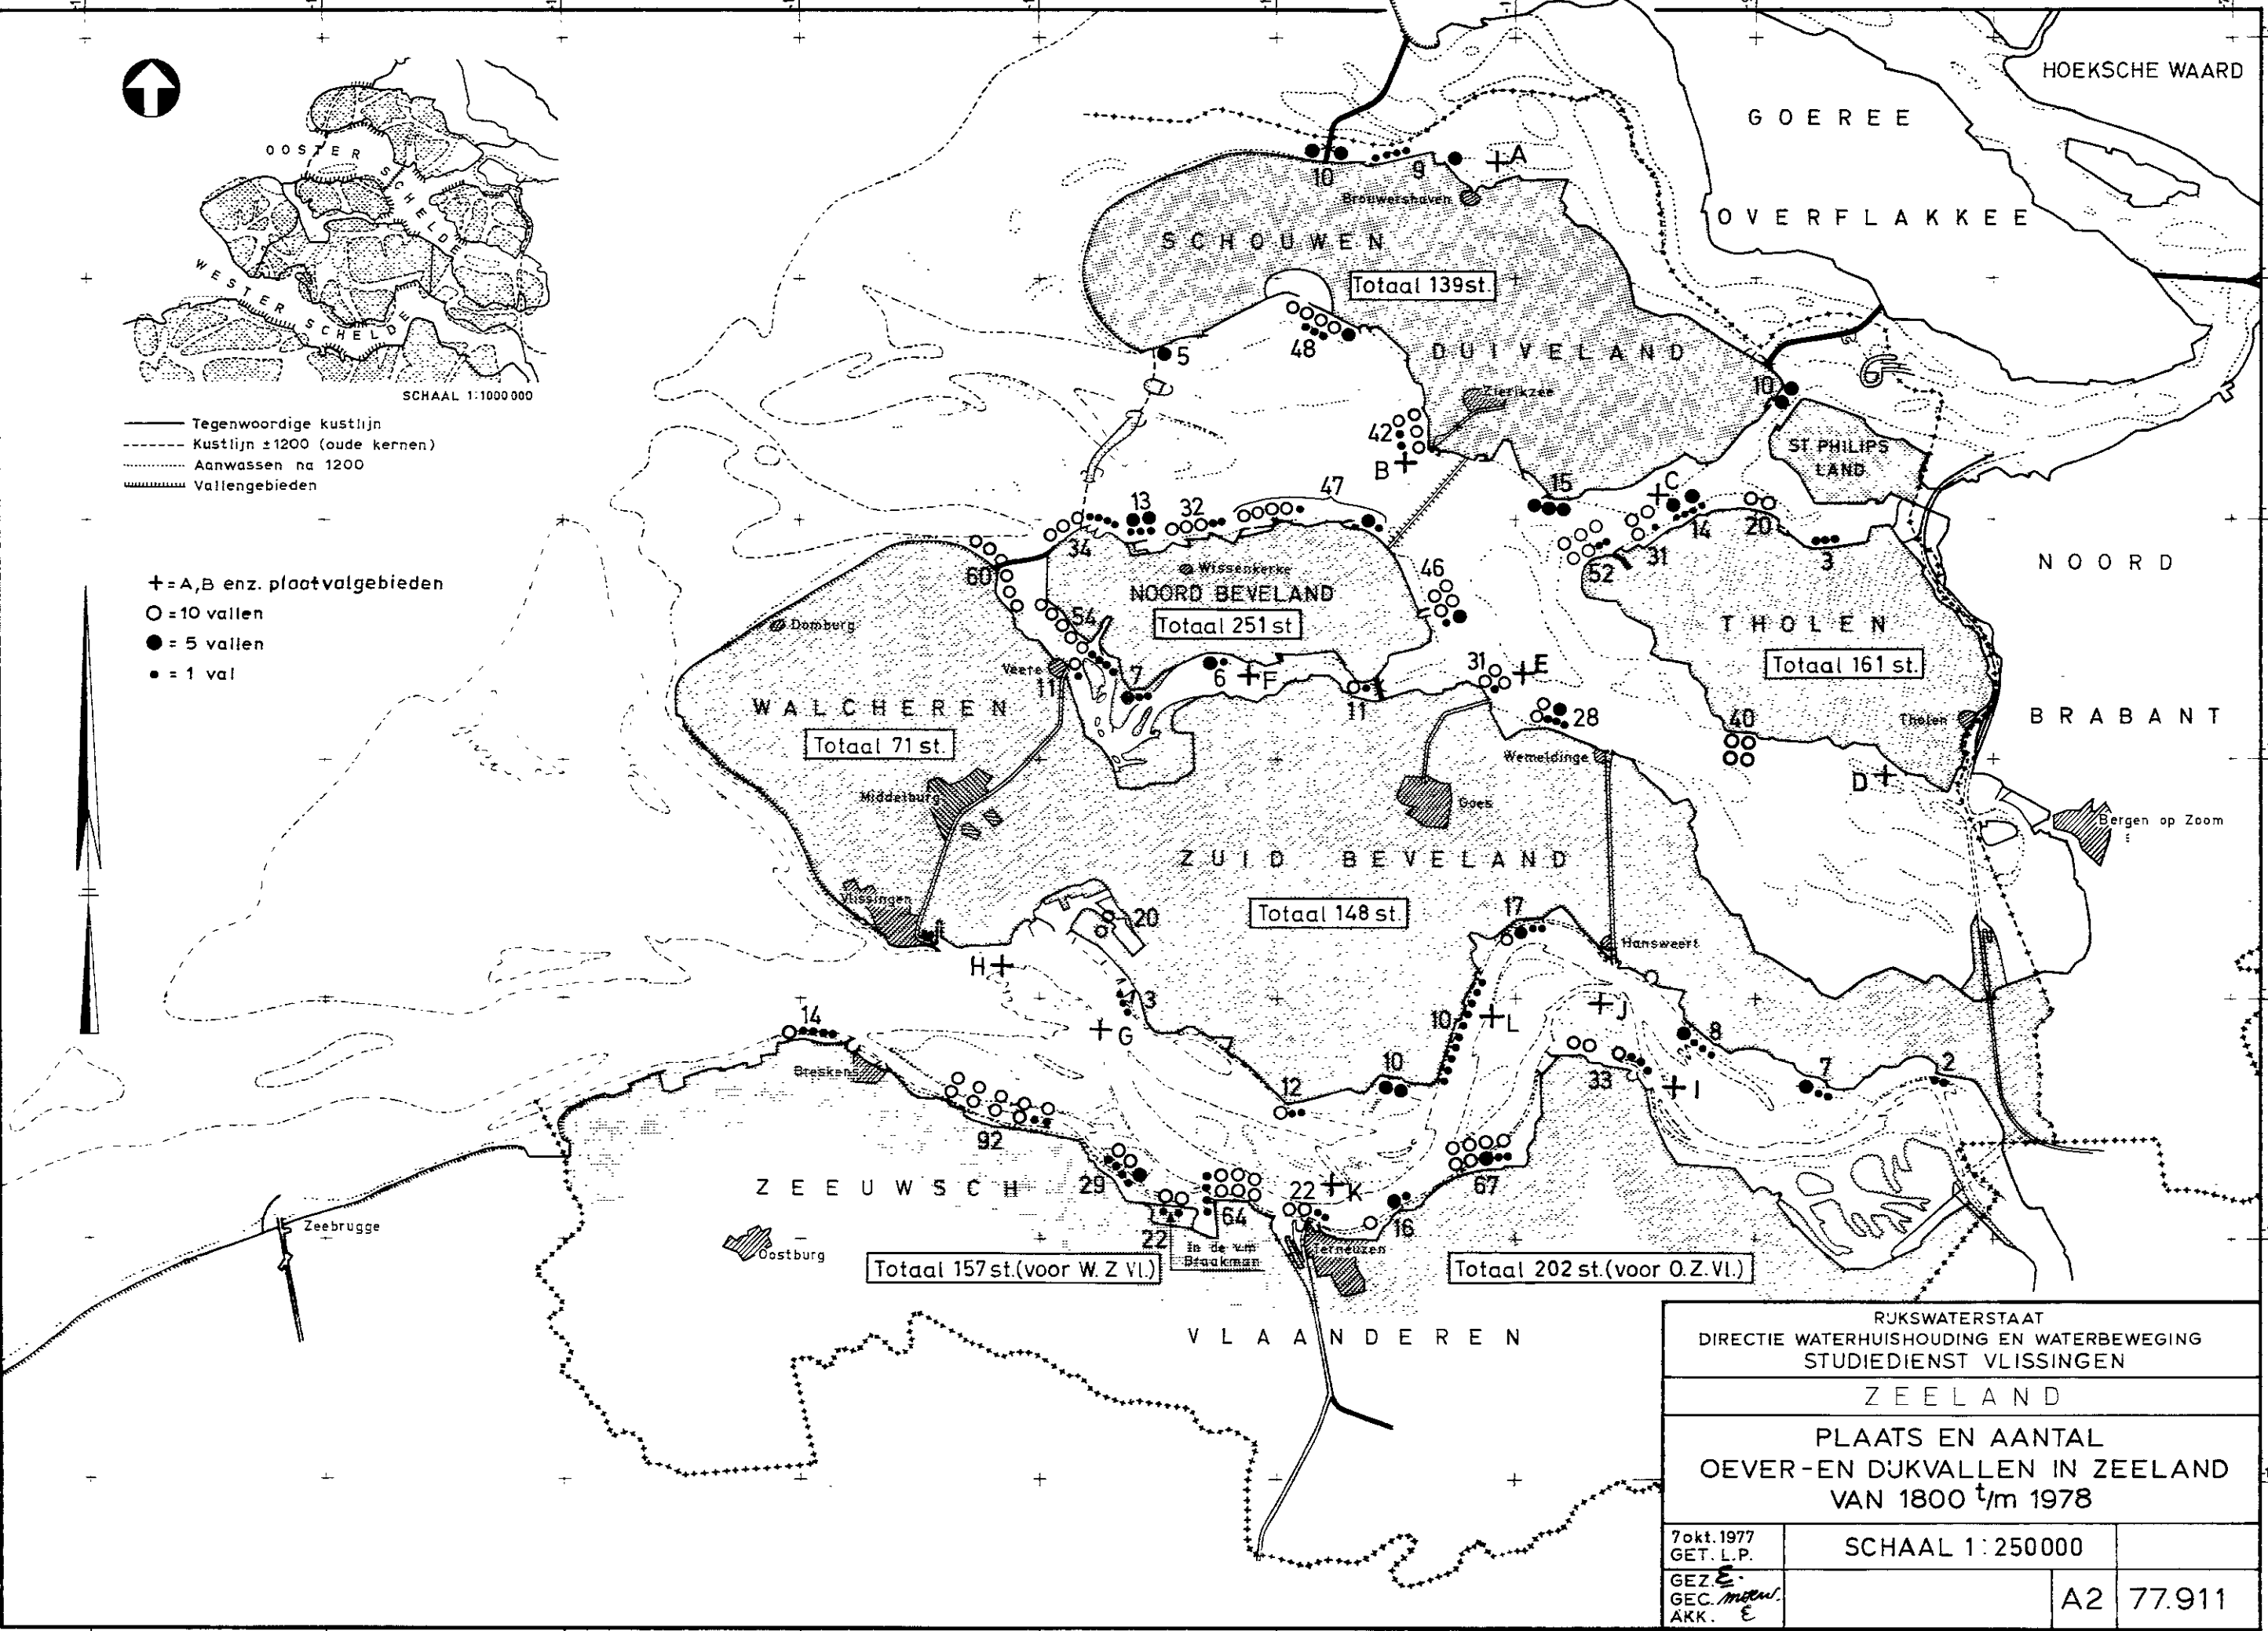 HOEKSCHE WAARD
GOEREE
OVERFLAKKEE
OOSTER SCHELDE
WESTER SCHELDE
SCHAAL 1:1000000
Tegenwoordige kustlijn
Kustlijn ±1200 (oude kernen)
Aanwassen na 1200
Vallengebieden
+ = A,B enz. plaatvalgebieden
○ = 10 vallen
● = 5 vallen
• = 1 val
10
9
A
Brouwershaven
SCHOUWEN
Totaal 139st.
48
5
DUIVELAND
Zierikzee
10
ST. PHILIPS
LAND
42
B
15
C
14
20
3
31
52
47
13
32
34
60
46
Wissenkerke
NOORD BEVELAND
Totaal 251 st
54
7
6
F
11
11
31
E
28
Domburg
Veere
WALCHEREN
Totaal 71 st.
Middelburg
Vlissingen
THOLEN
Totaal 161 st.
Tholen
40
D
NOORD
BRABANT
Bergen op Zoom
Wemeldinge
Goes
ZUID BEVELAND
Totaal 148 st.
20
H
3
G
17
Hansweert
10
L
J
8
7
2
I
33
10
12
14
Breskens
92
29
22
64
22
K
16
67
In de v.m
Braakman
Terneuzen
Zeebrugge
Oostburg
ZEEUWSCH
VLAANDEREN
Totaal 157 st.(voor W. Z Vl.)
Totaal 202 st.(voor O.Z.Vl.)
RIJKSWATERSTAAT
DIRECTIE WATERHUISHOUDING EN WATERBEWEGING
STUDIEDIENST VLISSINGEN
ZEELAND
PLAATS EN AANTAL
OEVER-EN DIJKVALLEN IN ZEELAND
VAN 1800 t/m 1978
7 okt. 1977
GET. L.P.
SCHAAL 1:250000
GEZ. E.
GEC.
AKK. E
A2
77.911